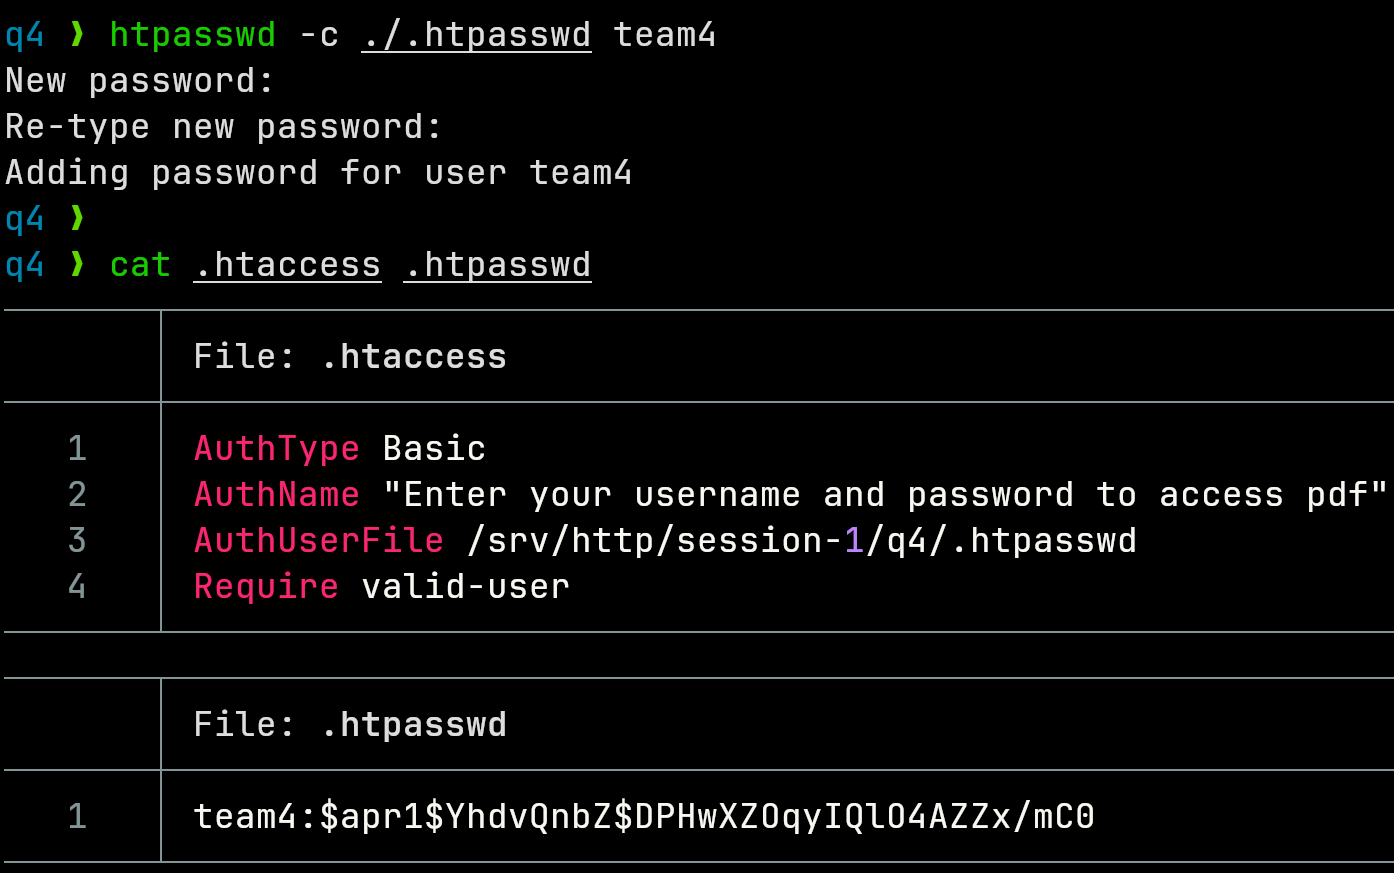 q4 ❱ htpasswd -c ./.htpasswd team4
New password:
Re-type new password:
Adding password for user team4
q4 ❱
q4 ❱ cat .htaccess .htpasswd
File: .htaccess
1 AuthType Basic
2 AuthName "Enter your username and password to access pdf"
3 AuthUserFile /srv/http/session-1/q4/.htpasswd
4 Require valid-user
File: .htpasswd
1 team4:$apr1$YhdvQnbZ$DPHwXZOqyIQlO4AZZx/mC0